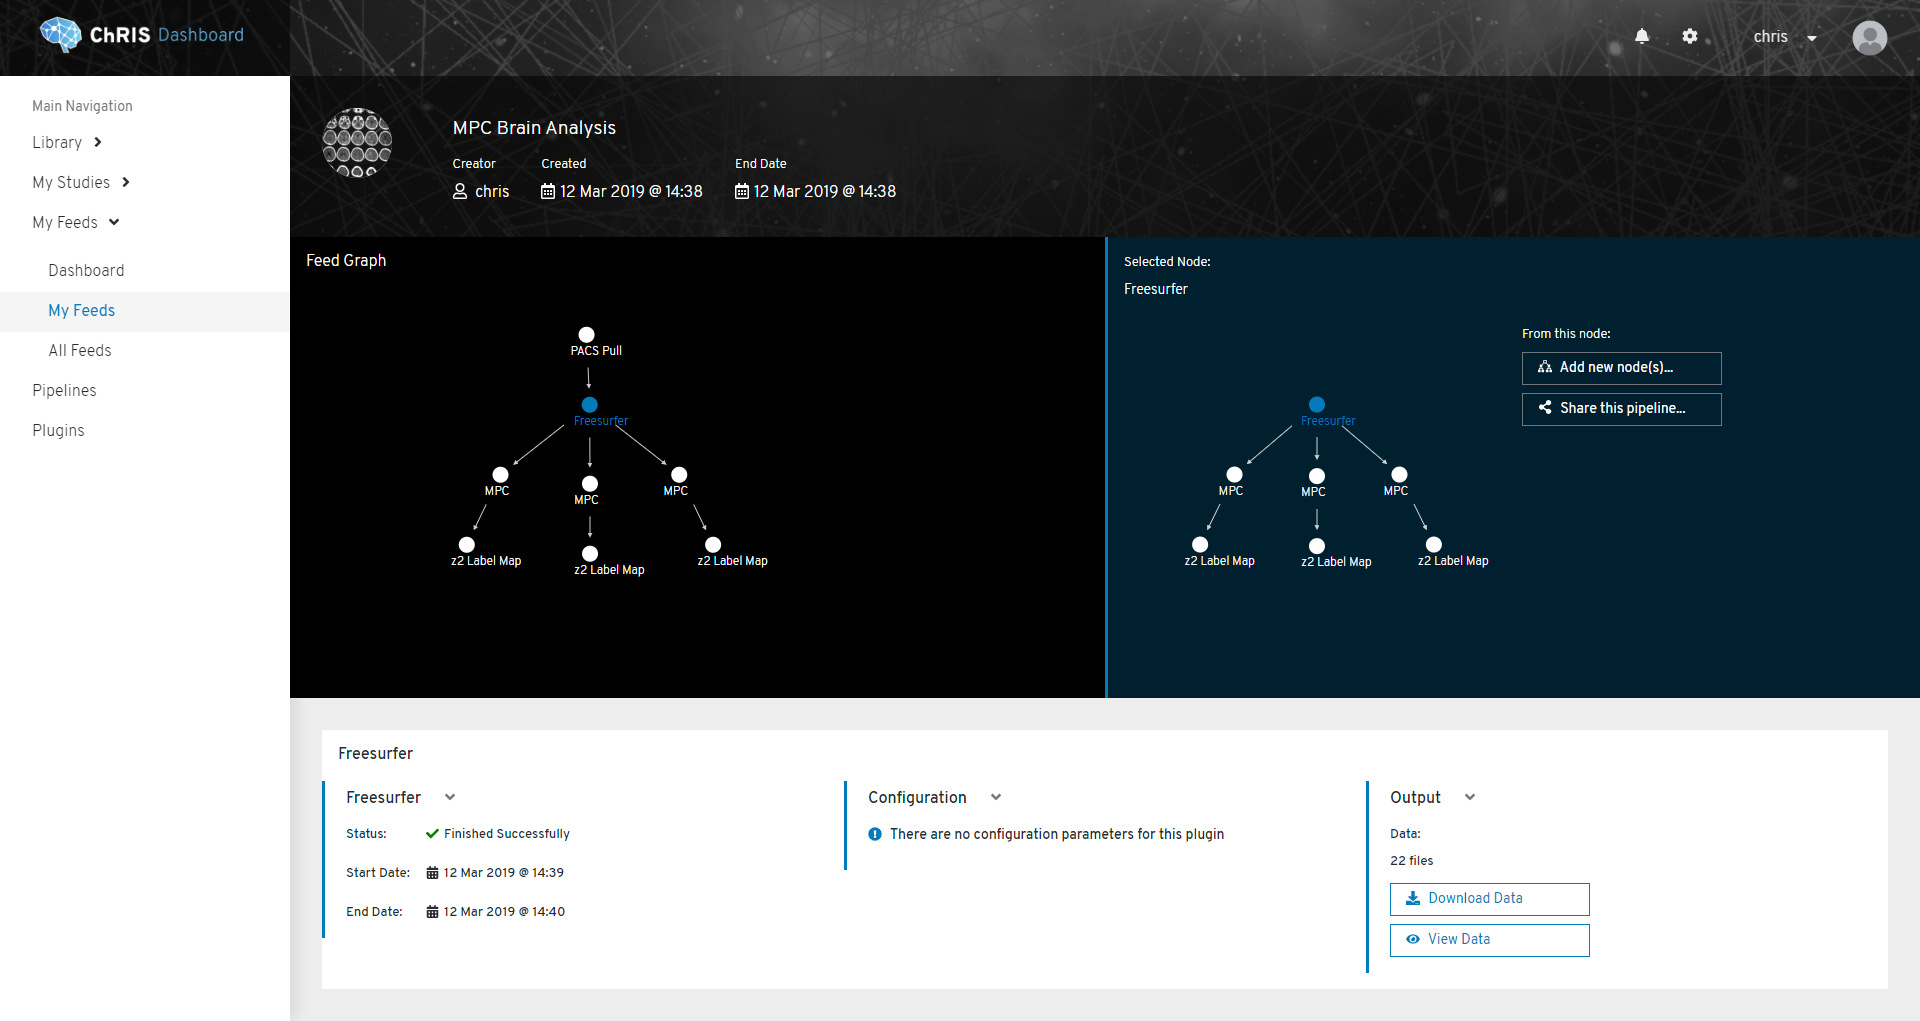 ChRIS Dashboard
chris
Main Navigation
Library
My Studies
My Feeds
Dashboard
My Feeds
All Feeds
Pipelines
Plugins
MPC Brain Analysis
Creator Created End Date
chris 12 Mar 2019 @ 14:38 12 Mar 2019 @ 14:38
Feed Graph
PACS Pull
Freesurfer
MPC MPC MPC
z2 Label Map z2 Label Map z2 Label Map
Selected Node:
Freesurfer
From this node:
Add new node(s)...
Share this pipeline...
Freesurfer
MPC MPC MPC
z2 Label Map z2 Label Map z2 Label Map
Freesurfer
Freesurfer
Status: Finished Successfully
Start Date: 12 Mar 2019 @ 14:39
End Date: 12 Mar 2019 @ 14:40
Configuration
There are no configuration parameters for this plugin
Output
Data:
22 files
Download Data
View Data